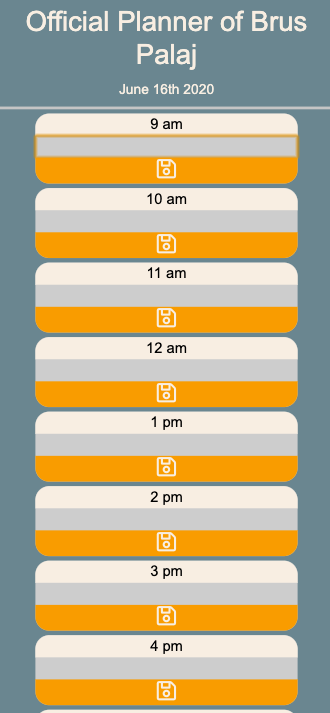 Official Planner of Brus
Palaj
June 16th 2020
9 am
10 am
11 am
12 am
1 pm
2 pm
3 pm
4 pm